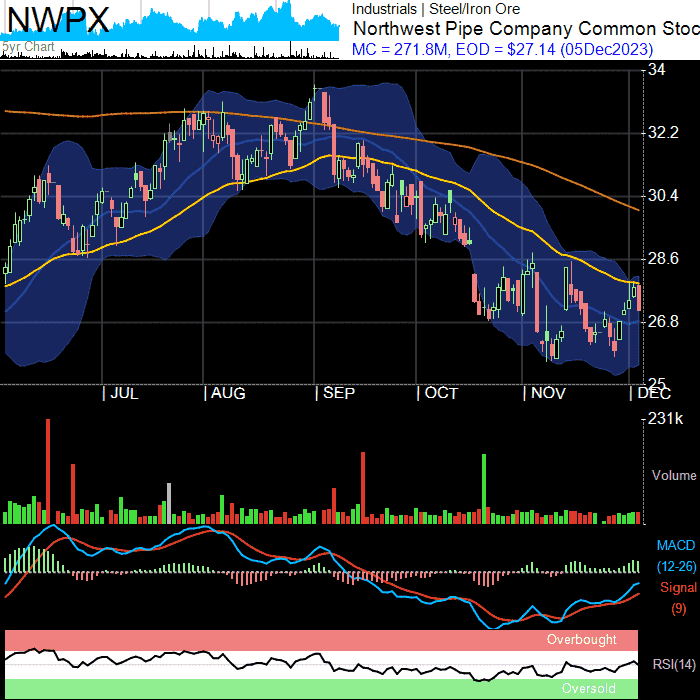 NWPX
5yr Chart
Industrials | Steel/Iron Ore
Northwest Pipe Company Common Stoc
MC = 271.8M, EOD = $27.14 (05Dec2023)
34
32.2
30.4
28.6
26.8
25
JUL AUG SEP OCT NOV DEC
231k
Volume
MACD
(12-26)
Signal
(9)
Overbought
RSI(14)
Oversold